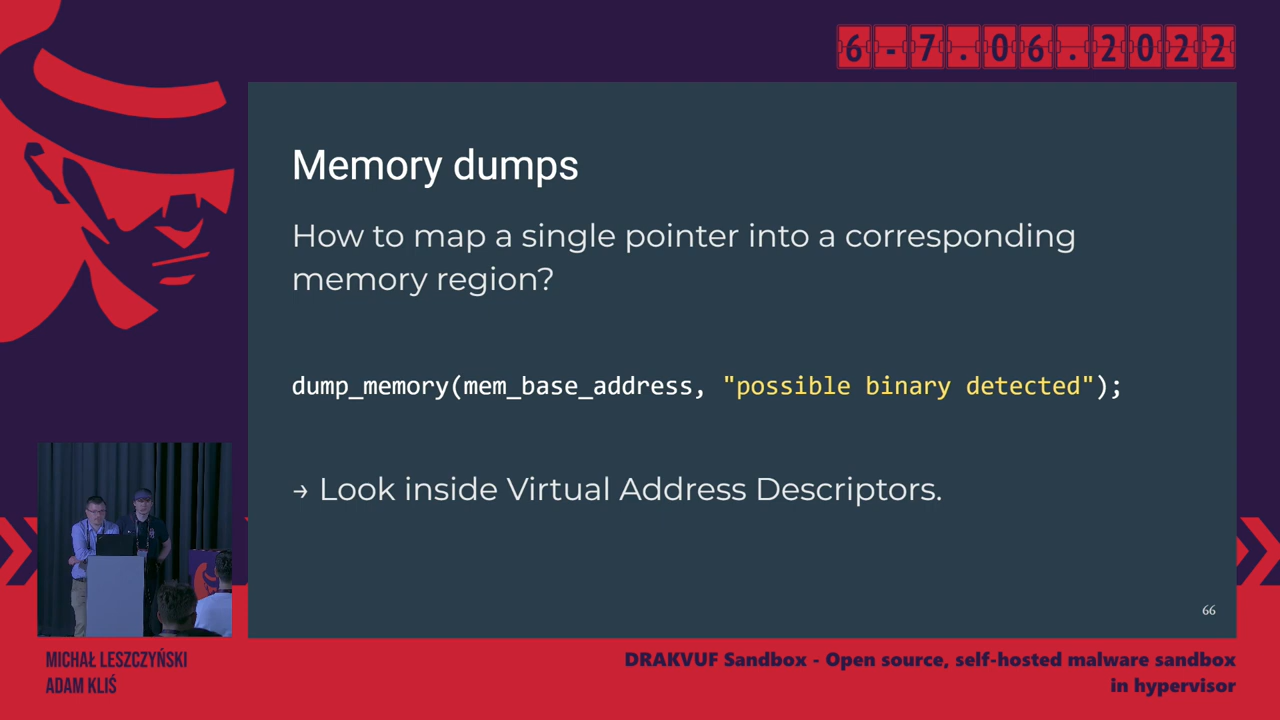 6-7.06.2022
Memory dumps
How to map a single pointer into a corresponding
memory region?
dump_memory(mem_base_address, "possible binary detected");
→ Look inside Virtual Address Descriptors.
66
MICHAŁ LESZCZYŃSKI
ADAM KLIŚ
DRAKVUF Sandbox - Open source, self-hosted malware sandbox
in hypervisor